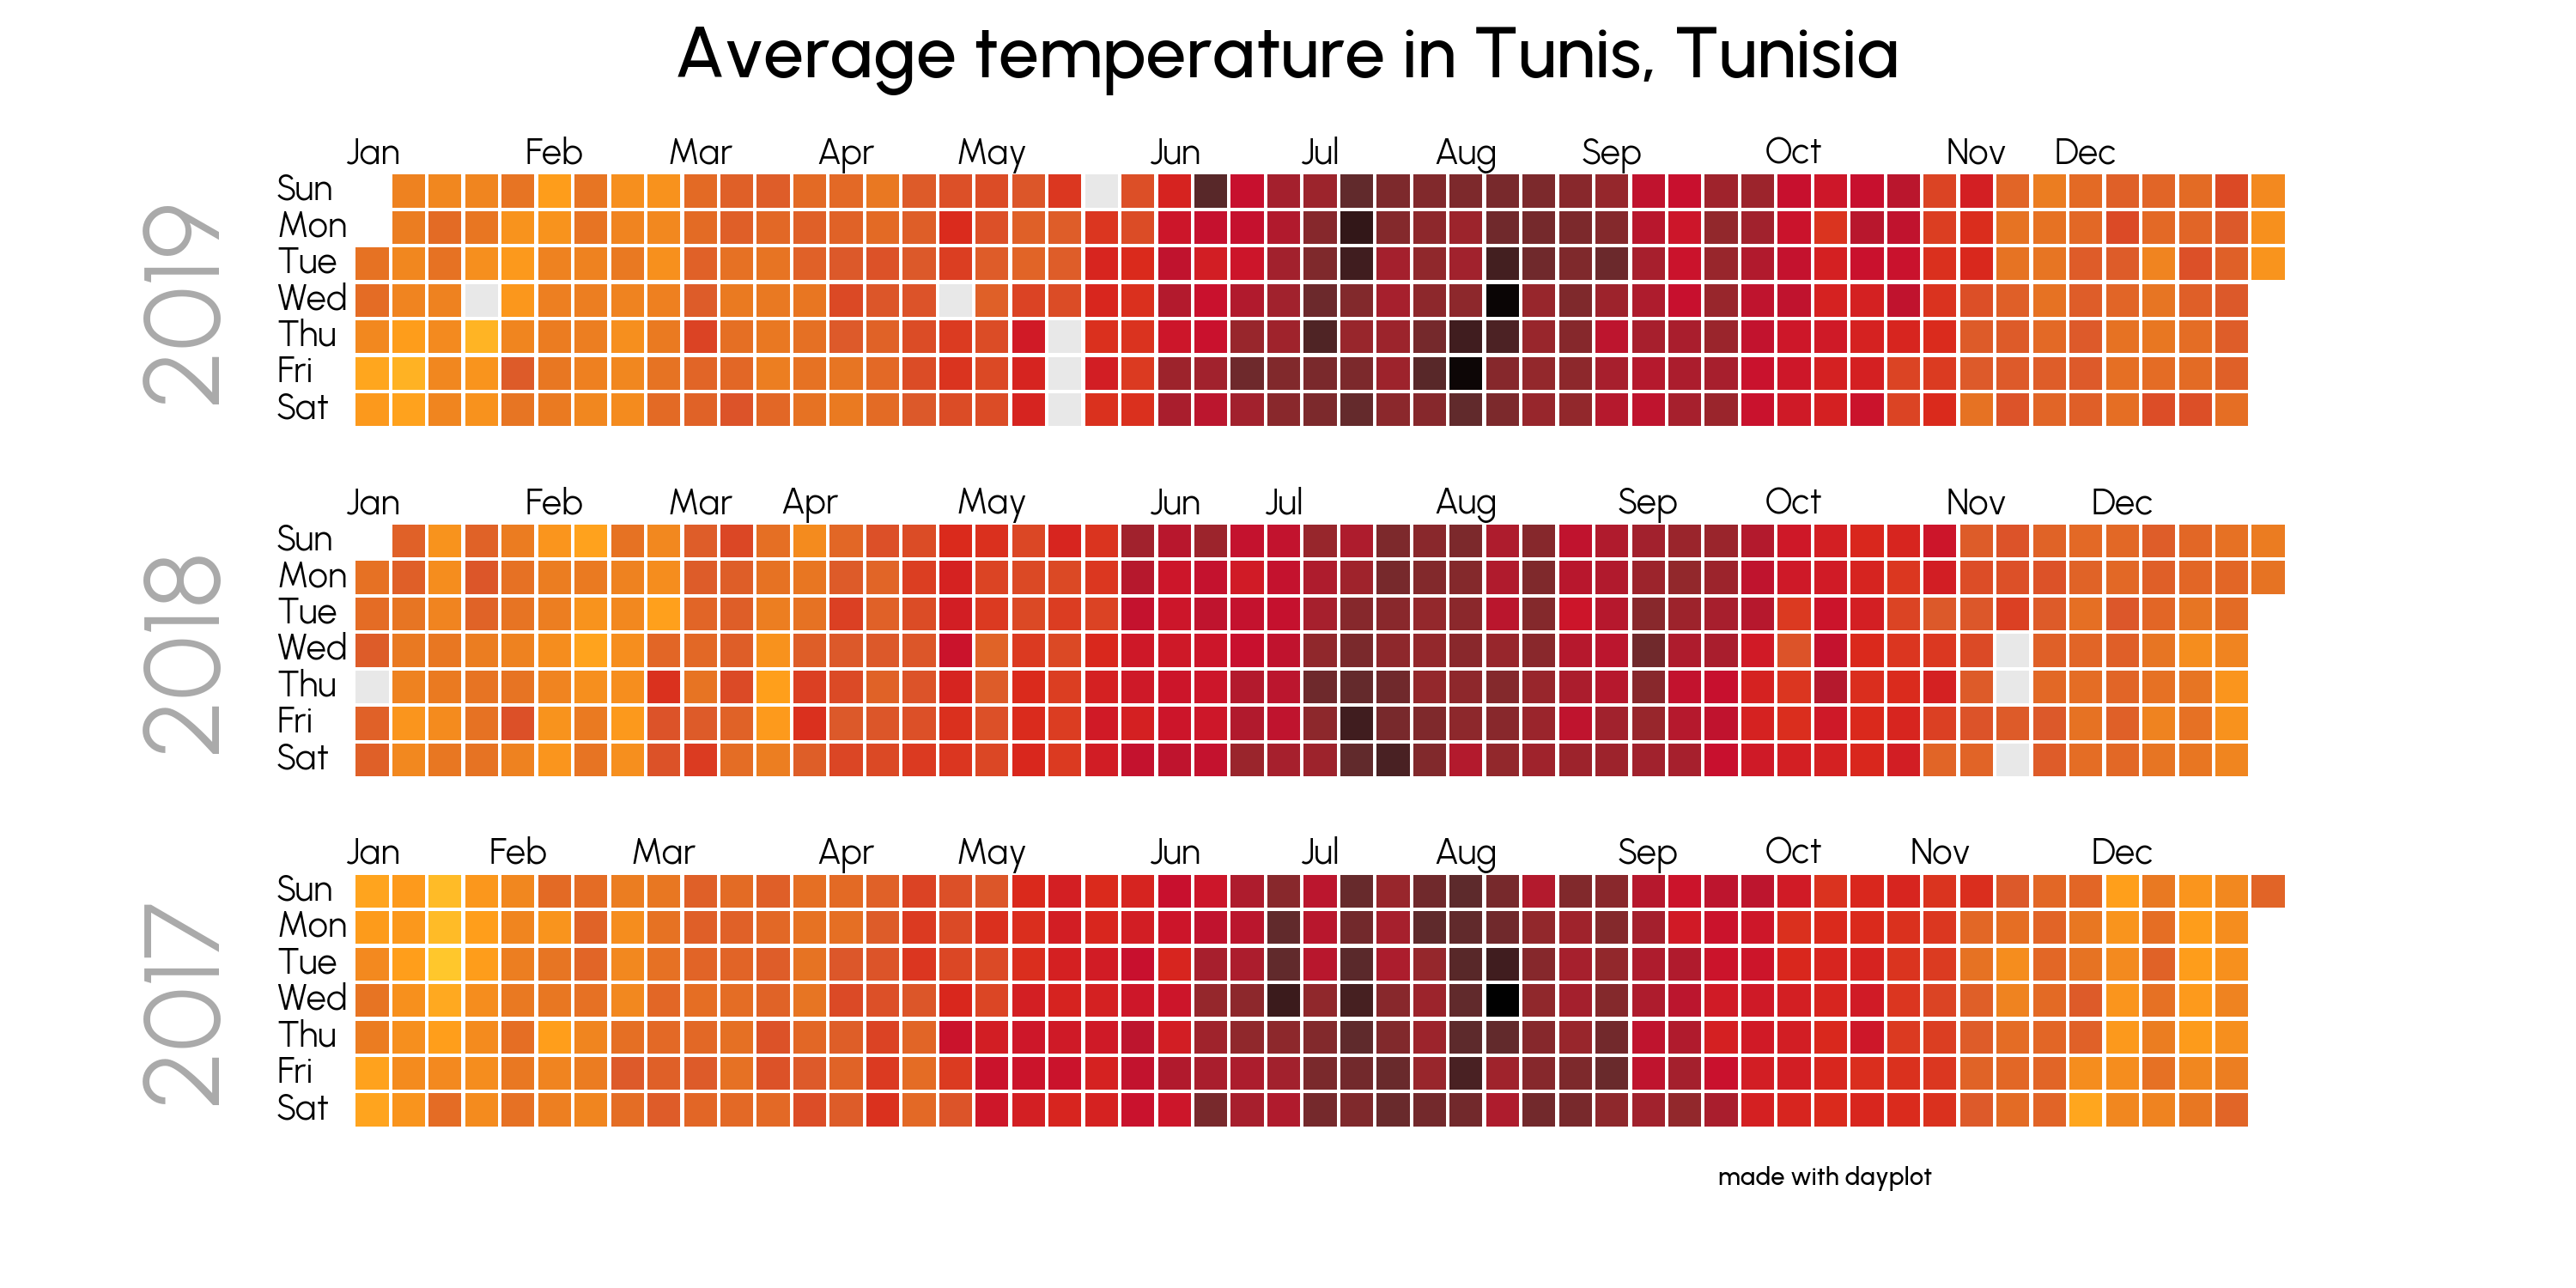 Average temperature in Tunis, Tunisia
2019
Jan Feb Mar Apr May Jun Jul Aug Sep Oct Nov Dec
Sun
Mon
Tue
Wed
Thu
Fri
Sat
2018
Jan Feb Mar Apr May Jun Jul Aug Sep Oct Nov Dec
Sun
Mon
Tue
Wed
Thu
Fri
Sat
2017
Jan Feb Mar Apr May Jun Jul Aug Sep Oct Nov Dec
Sun
Mon
Tue
Wed
Thu
Fri
Sat
made with dayplot